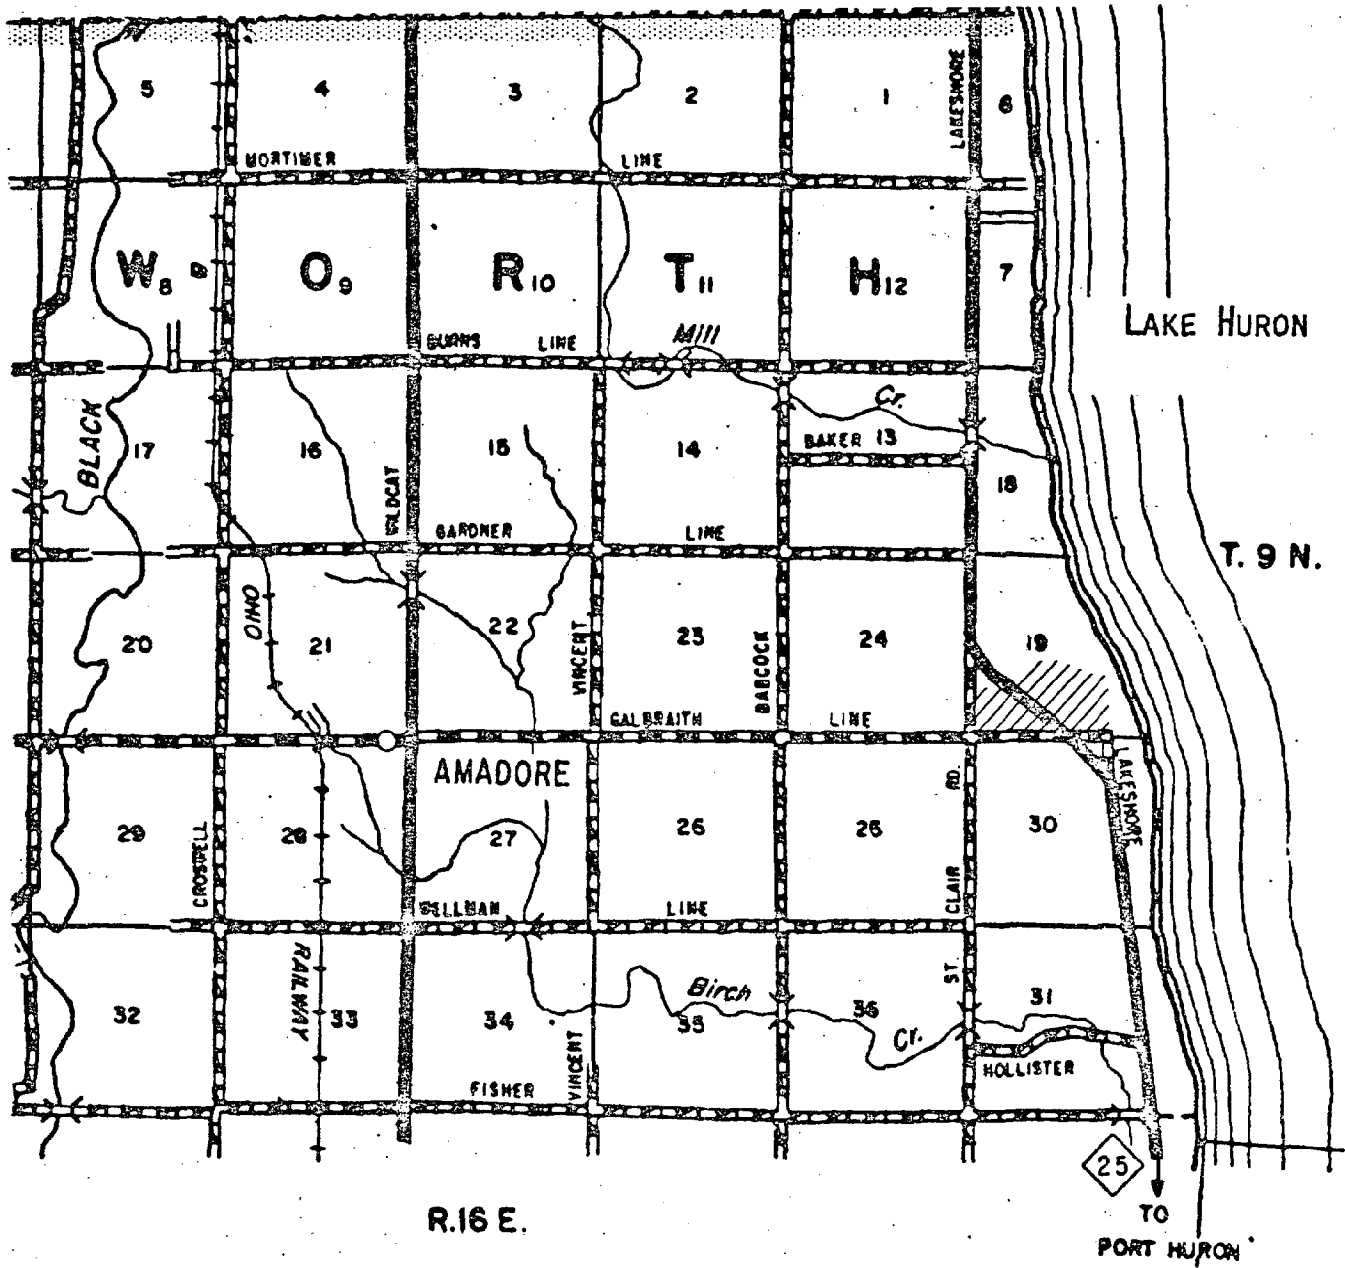 5 4 3 2 1 LAKESHORE 6
MORTIMER LINE
W8 O9 R10 T11 H12 7
LAKE HURON
BURNS LINE Mill
Cr.
BLACK 17 16 15 14 BAKER 13
18
WILDCAT GARDNER LINE
T. 9 N.
OHIO
20 21 22 VINCENT 23 BABCOCK 24 19
GALBRAITH LINE
AMADORE RD. LAKESHORE
29 CROSWELL 28 27 26 25 30
CLAIR
WELLMAN LINE
RAILWAY ST.
Birch 31
32 33 34 35 36
Cr.
VINCENT HOLLISTER
FISHER
25
R.16 E.
TO
PORT HURON